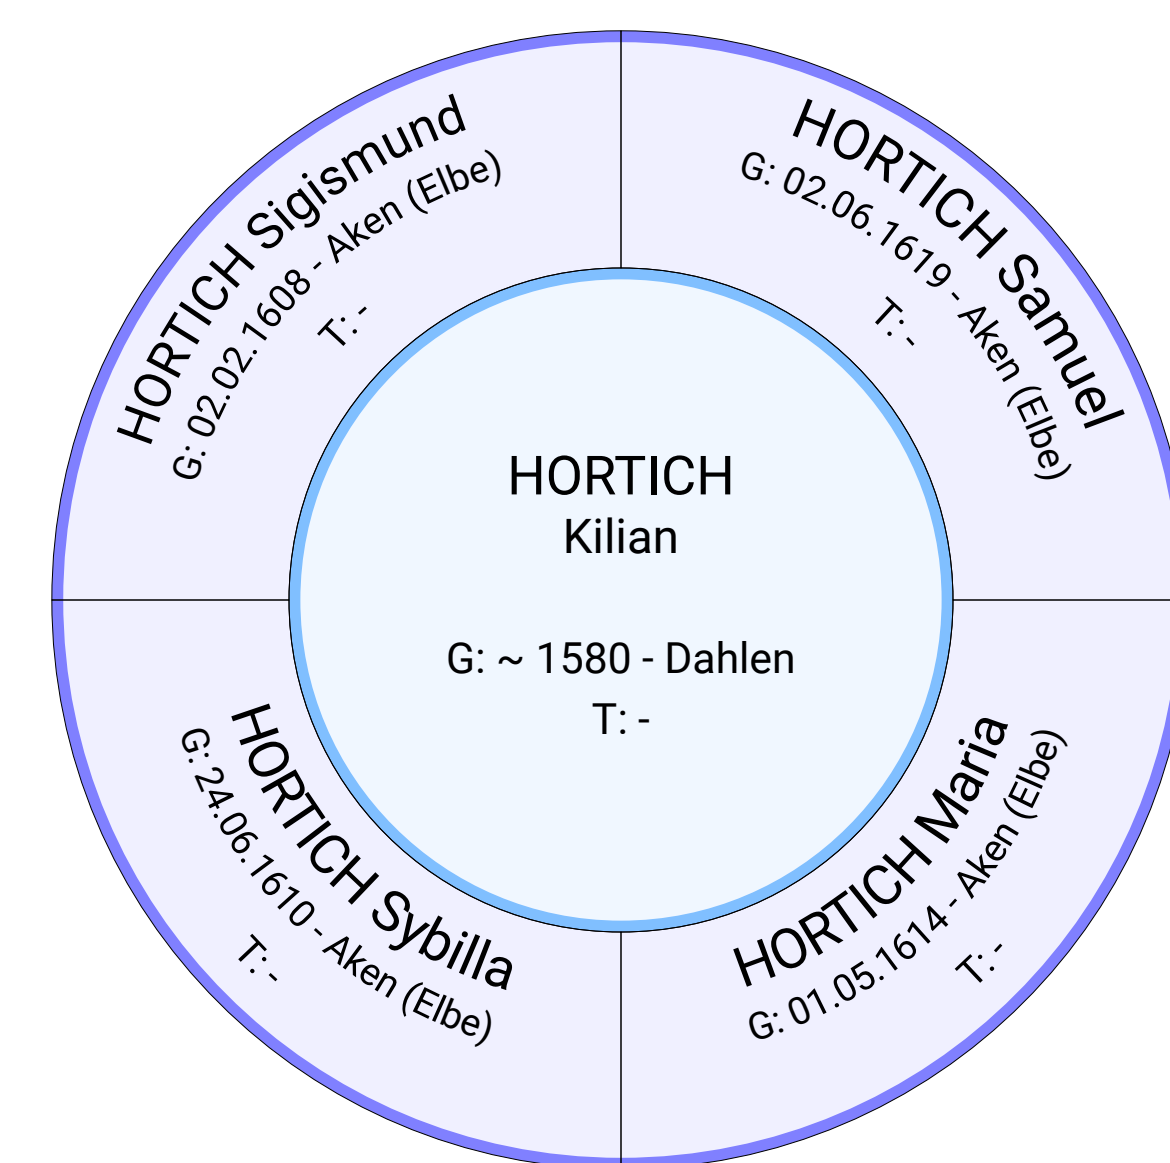 HORTICH Sigismund
G: 02.02.1608 - Aken (Elbe)
T: -
HORTICH Samuel
G: 02.06.1619 - Aken (Elbe)
T: -
HORTICH
Kilian
G: ~ 1580 - Dahlen
T: -
HORTICH Sybilla
G: 24.06.1610 - Aken (Elbe)
T: -
HORTICH Maria
G: 01.05.1614 - Aken (Elbe)
T: -